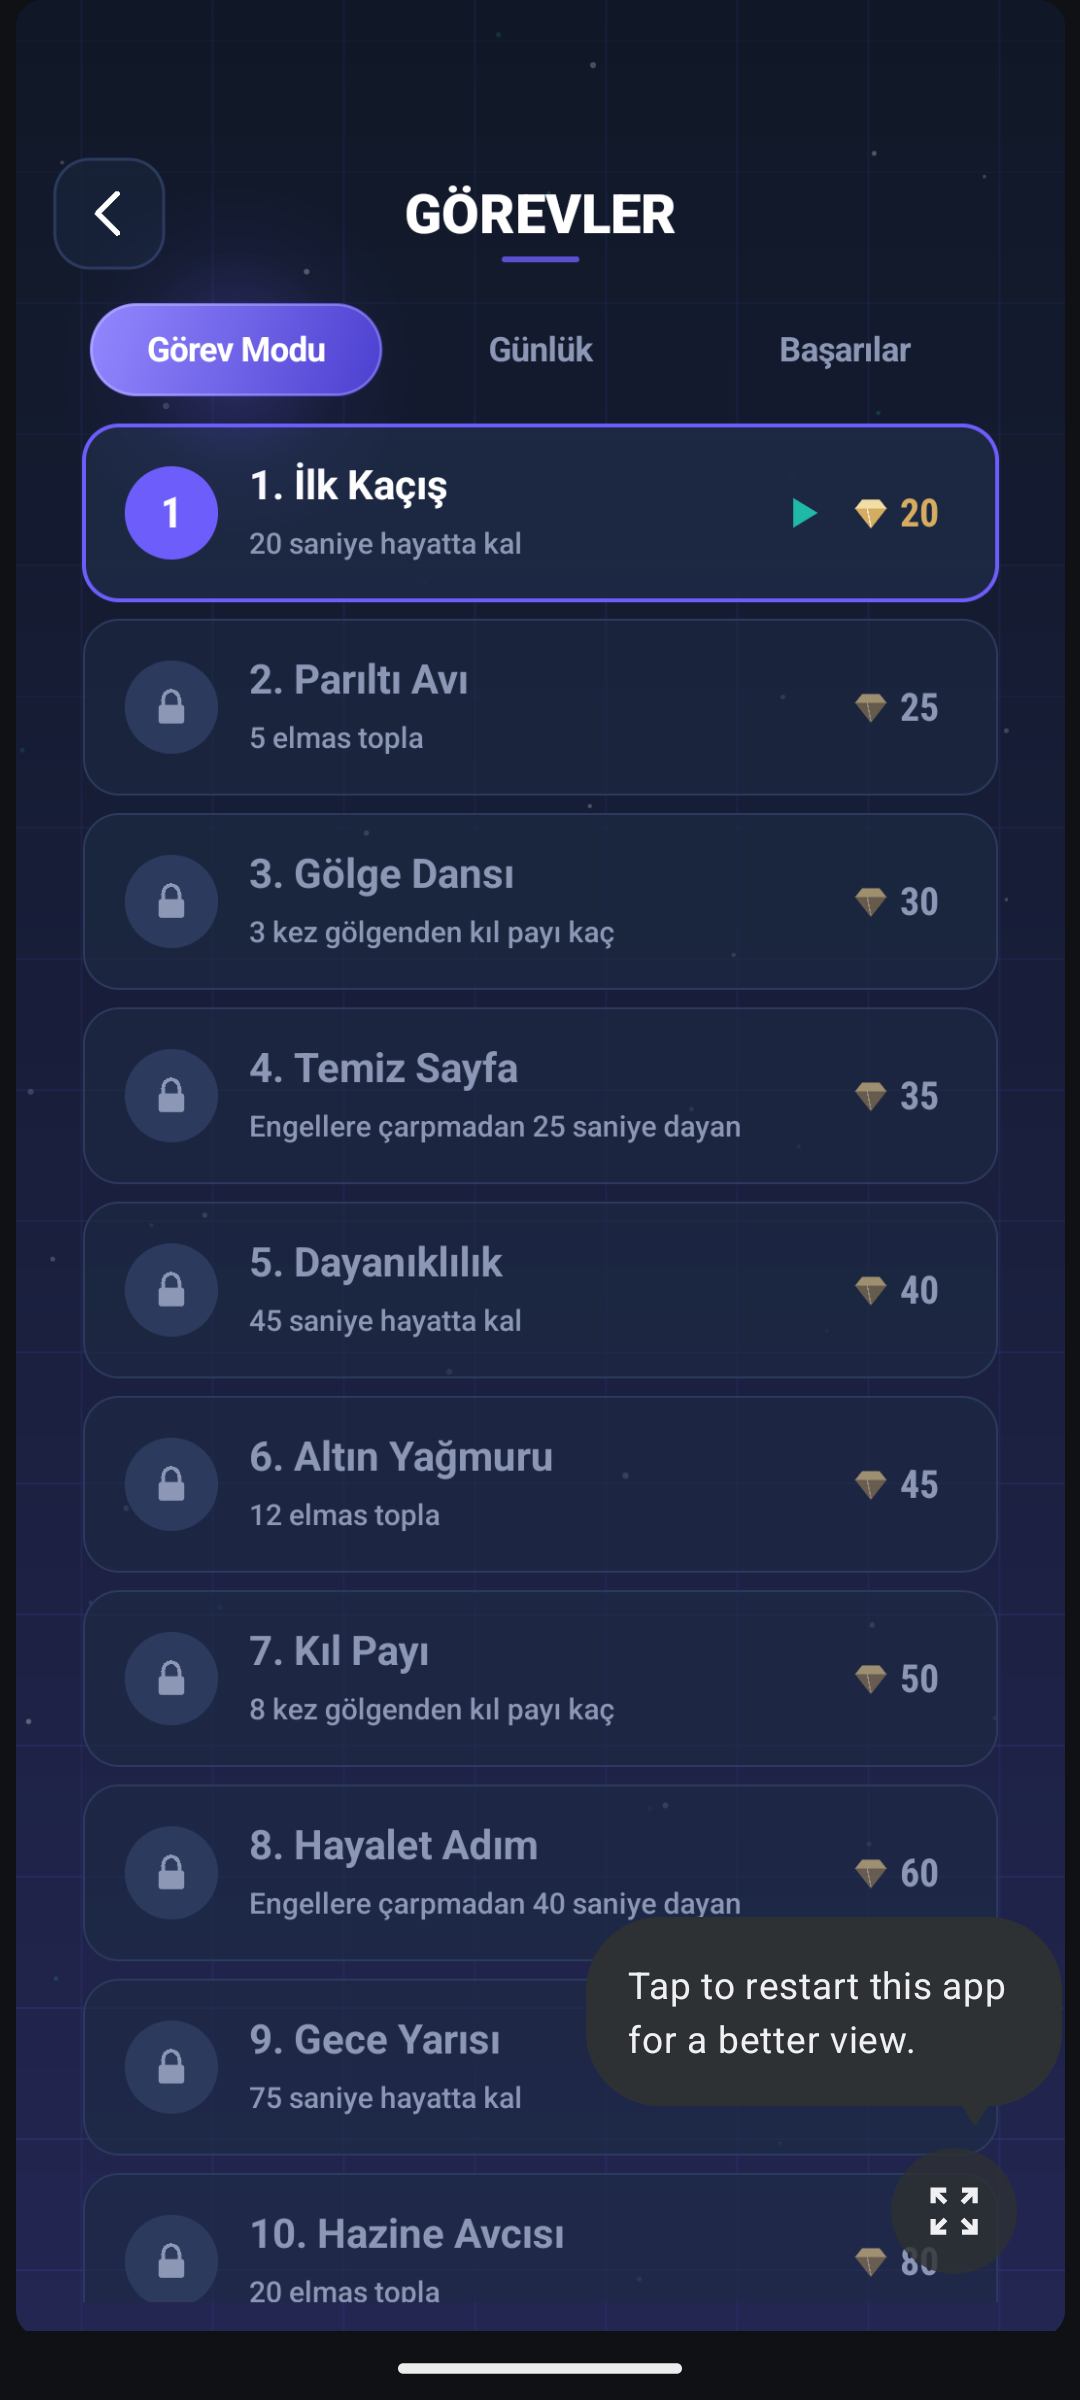 GÖREVLER
Görev Modu
Günlük
Başarılar
1
1. İlk Kaçış
20 saniye hayatta kal
20
2. Parıltı Avı
5 elmas topla
25
3. Gölge Dansı
3 kez gölgenden kıl payı kaç
30
4. Temiz Sayfa
Engellere çarpmadan 25 saniye dayan
35
5. Dayanıklılık
45 saniye hayatta kal
40
6. Altın Yağmuru
12 elmas topla
45
7. Kıl Payı
8 kez gölgenden kıl payı kaç
50
8. Hayalet Adım
Engellere çarpmadan 40 saniye dayan
60
9. Gece Yarısı
75 saniye hayatta kal
Tap to restart this app
for a better view.
10. Hazine Avcısı
20 elmas topla
80